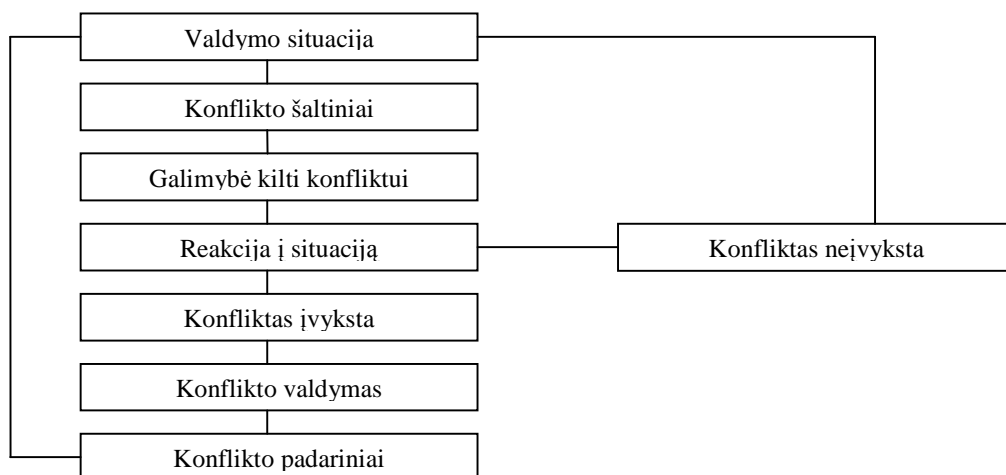 Valdymo situacija
Konflikto šaltiniai
Galimybė kilti konfliktui
Reakcija į situaciją
Konfliktas neįvyksta
Konfliktas įvyksta
Konflikto valdymas
Konflikto padariniai